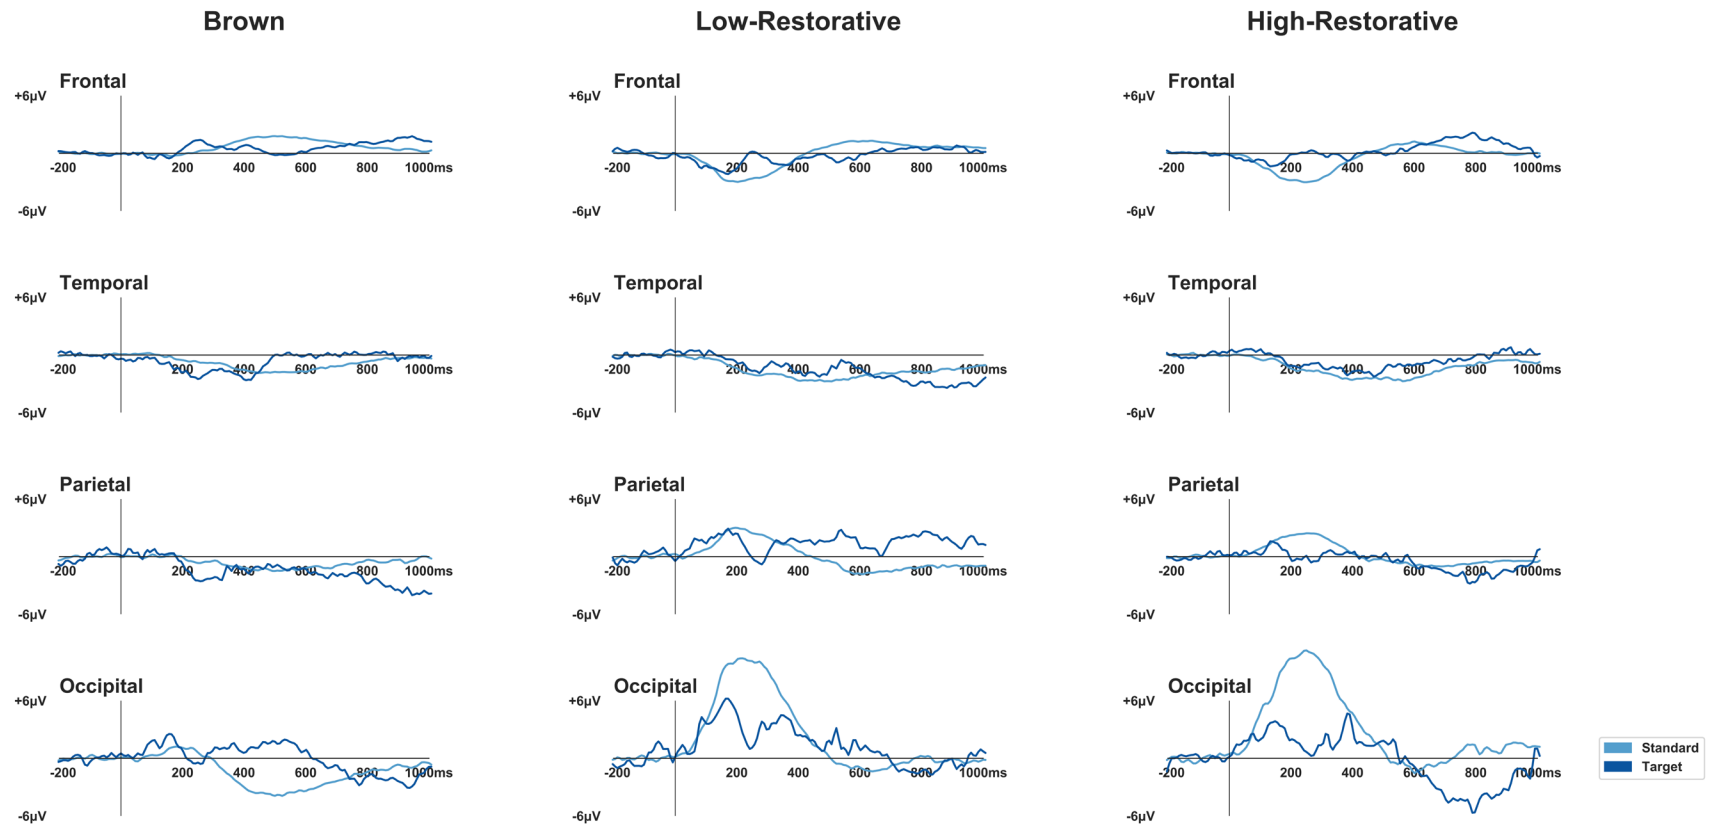 Brown Low-Restorative High-Restorative
Frontal Frontal Frontal
+6µV +6µV +6µV
-200 200 400 600 800 1000ms -200 200 400 600 800 1000ms -200 200 400 600 800 1000ms
-6µV -6µV -6µV
Temporal Temporal Temporal
+6µV +6µV +6µV
-200 200 400 600 800 1000ms -200 200 400 600 800 1000ms -200 200 400 600 800 1000ms
-6µV -6µV -6µV
Parietal Parietal Parietal
+6µV +6µV +6µV
-200 200 400 600 800 1000ms -200 200 400 600 800 1000ms -200 200 400 600 800 1000ms
-6µV -6µV -6µV
Occipital Occipital Occipital
+6µV +6µV +6µV
-200 200 400 600 800 1000ms -200 200 400 600 800 1000ms -200 200 400 600 800 1000ms
-6µV -6µV -6µV
Standard
Target